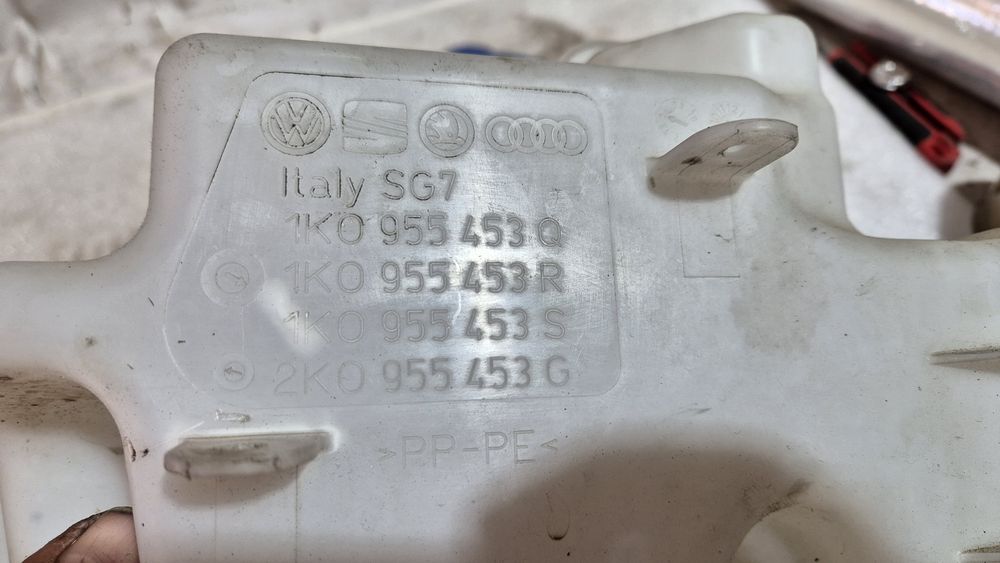 Italy SG7
1K0 955 453 Q
1K0 955 453 R
1K0 955 453 S
2K0 955 453 G
>PP-PE<